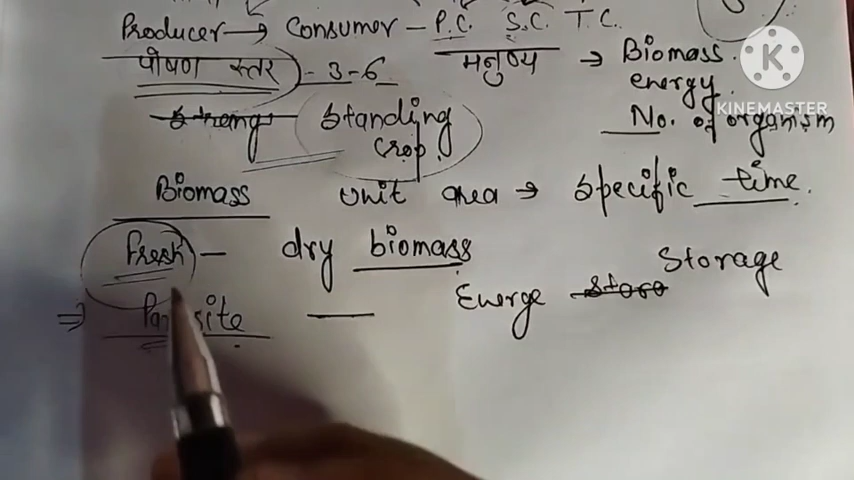 Producer → Consumer - P.C. S.C. T.C.
पोषण स्तर - 3-6 मनुष्य → Biomass
energy.
Standing No. of organism
Crop.
Biomass unit area → Specific time.
Fresh - dry biomass
Storage
Energe
⇒ Parasite —
KINEMASTER